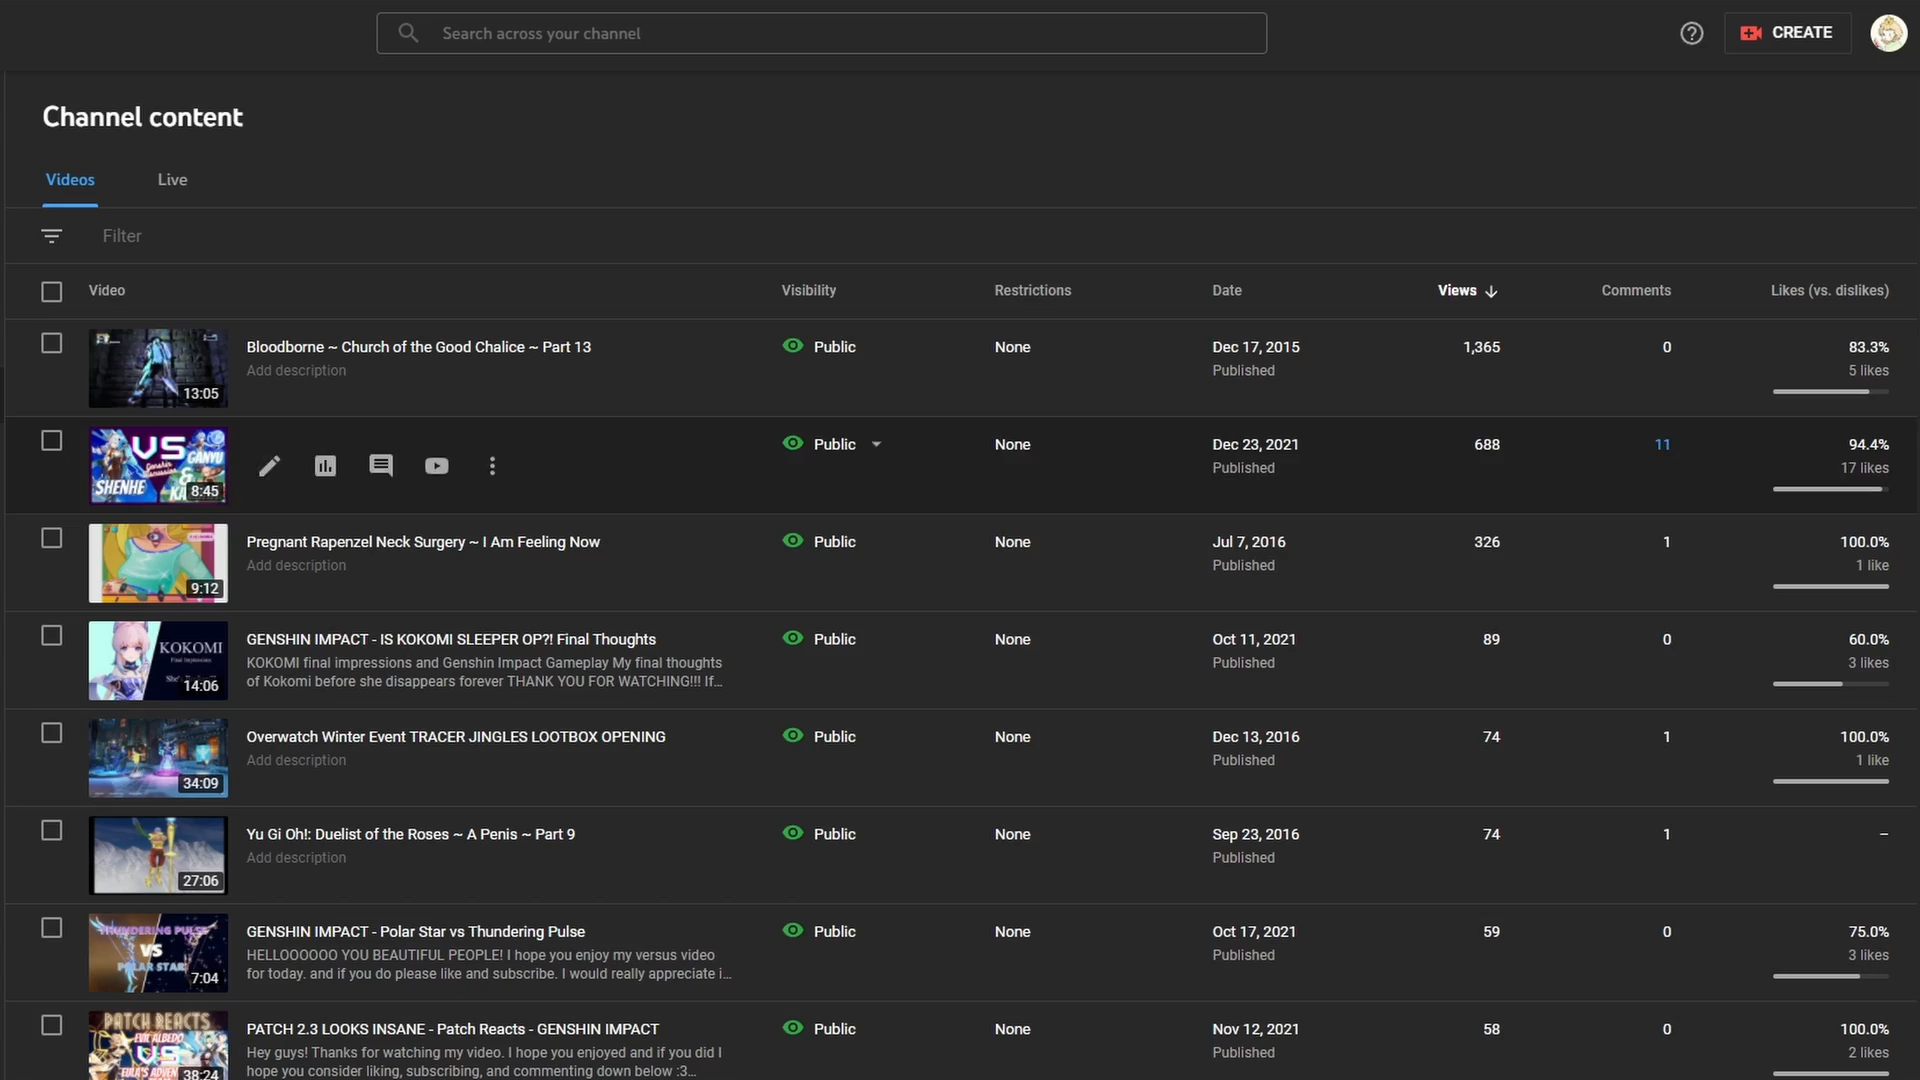 Search across your channel
CREATE
Channel content
Videos
Live
Filter
Video
Visibility
Restrictions
Date
Views
Comments
Likes (vs. dislikes)
13:05
Bloodborne ~ Church of the Good Chalice ~ Part 13
Add description
Public
None
Dec 17, 2015
Published
1,365
0
83.3%
5 likes
VS
GANYU
Genshin
SHENHE
&
8:45
Public
None
Dec 23, 2021
Published
688
11
94.4%
17 likes
9:12
Pregnant Rapenzel Neck Surgery ~ I Am Feeling Now
Add description
Public
None
Jul 7, 2016
Published
326
1
100.0%
1 like
KOKOMI
Final Impressions
14:06
GENSHIN IMPACT - IS KOKOMI SLEEPER OP?! Final Thoughts
KOKOMI final impressions and Genshin Impact Gameplay My final thoughts
of Kokomi before she disappears forever THANK YOU FOR WATCHING!!! If...
Public
None
Oct 11, 2021
Published
89
0
60.0%
3 likes
34:09
Overwatch Winter Event TRACER JINGLES LOOTBOX OPENING
Add description
Public
None
Dec 13, 2016
Published
74
1
100.0%
1 like
27:06
Yu Gi Oh!: Duelist of the Roses ~ A Penis ~ Part 9
Add description
Public
None
Sep 23, 2016
Published
74
1
–
THUNDERING PULSE
VS
POLAR STAR
7:04
GENSHIN IMPACT - Polar Star vs Thundering Pulse
HELLOOOOOO YOU BEAUTIFUL PEOPLE! I hope you enjoy my versus video
for today. and if you do please like and subscribe. I would really appreciate i...
Public
None
Oct 17, 2021
Published
59
0
75.0%
3 likes
PATCH REACTS
EVIL ALBEDO
VS
EULA'S ADVEN
38:24
PATCH 2.3 LOOKS INSANE - Patch Reacts - GENSHIN IMPACT
Hey guys! Thanks for watching my video. I hope you enjoyed and if you did I
hope you consider liking, subscribing, and commenting down below :3...
Public
None
Nov 12, 2021
Published
58
0
100.0%
2 likes